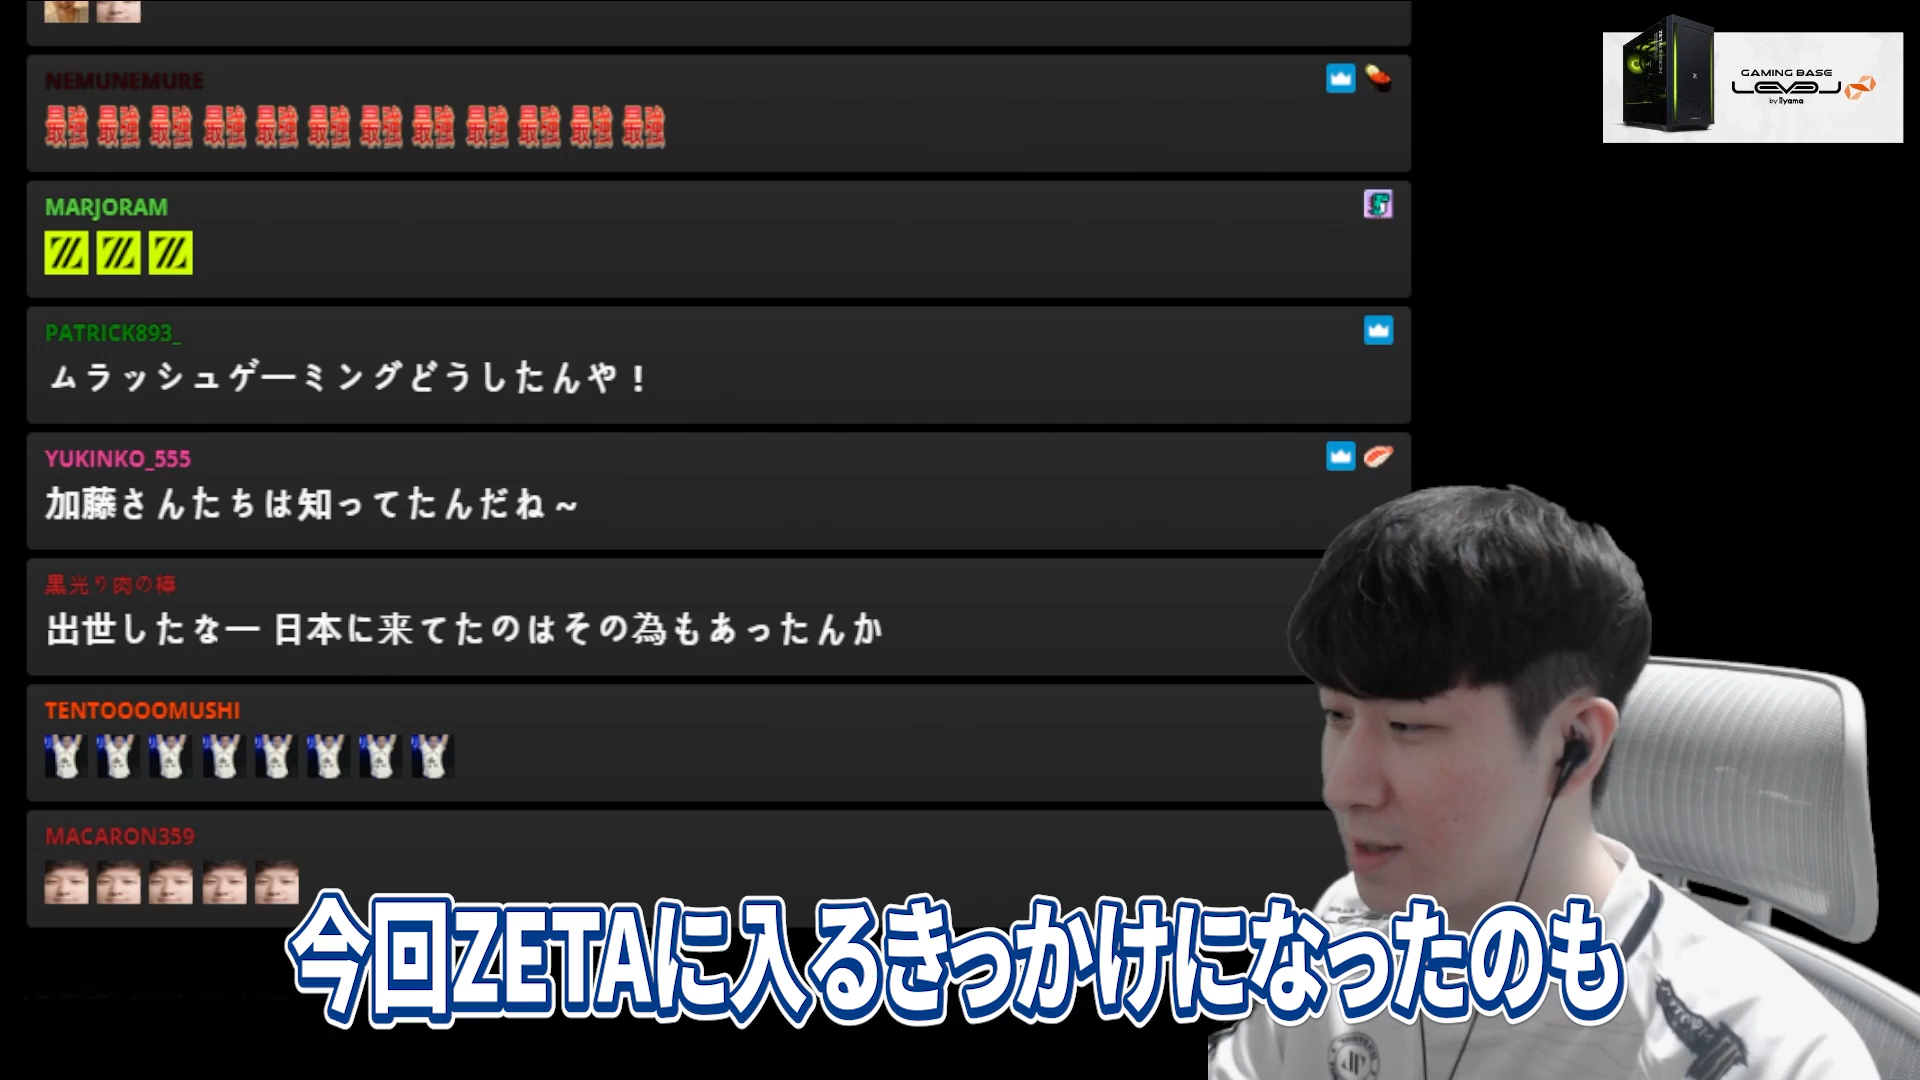 NEMUNEMURE
最強 最強 最強 最強 最強 最強 最強 最強 最強 最強 最強 最強
GAMING BASE
LEVEL
by iiyama
MARJORAM
PATRICK893_
ムラッシュゲーミングどうしたんや！
YUKINKO_555
加藤さんたちは知ってたんだね～
黒光り肉の棒
出世したなー 日本に来てたのはその為もあったんか
TENTOOOOMUSHI
MACARON359
今回ZETAに入るきっかけになったのも